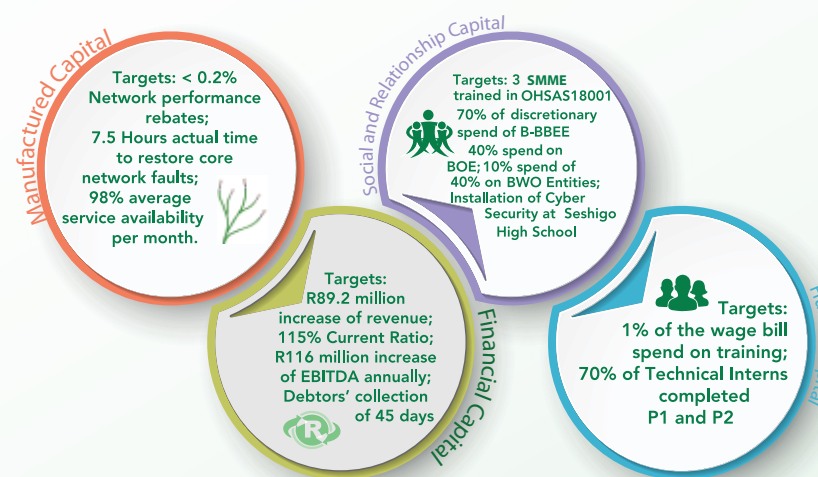 Manufactured Capital
Targets: < 0.2%
Network performance
rebates;
7.5 Hours actual time
to restore core
network faults;
98% average
service availability
per month.
Financial Capital
Targets:
R89.2 million
increase of revenue;
115% Current Ratio;
R116 million increase
of EBITDA annually;
Debtors' collection
of 45 days
R
Social and Relationship Capital
Targets: 3 SMME
trained in OHSAS18001
70% of discretionary
spend of B-BBEE
40% spend on
BOE; 10% spend of
40% on BWO Entities;
Installation of Cyber
Security at Seshigo
High School
Targets:
1% of the wage bill
spend on training;
70% of Technical Interns
completed
P1 and P2